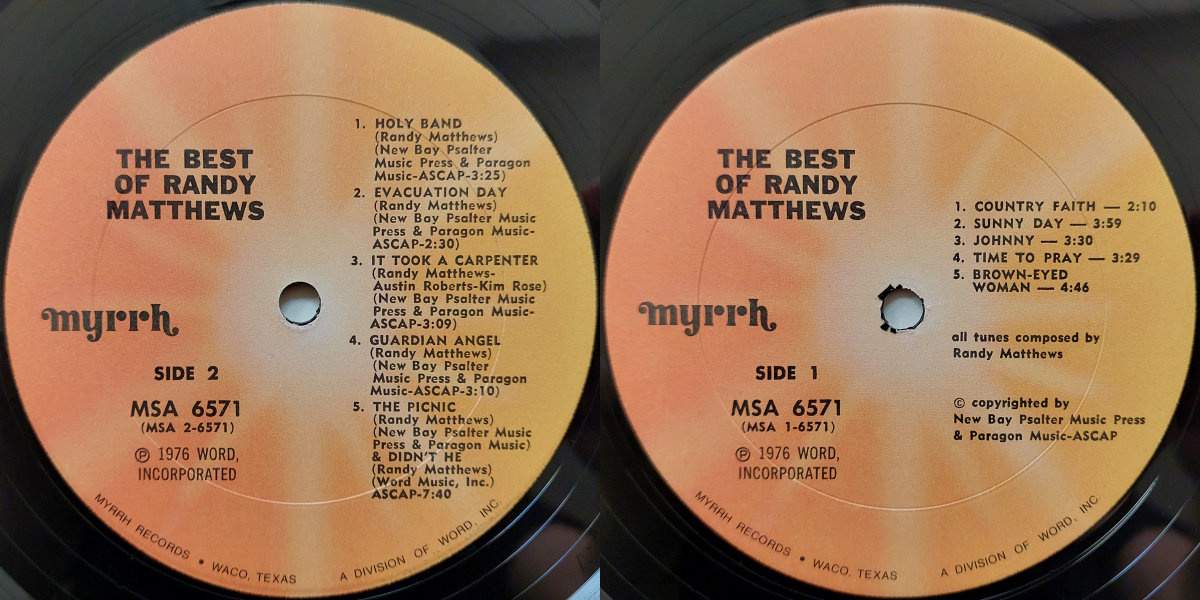 THE BEST
OF RANDY
MATTHEWS
myrrh.
SIDE 2
MSA 6571
(MSA 2-6571)
℗ 1976 WORD,
INCORPORATED
1. HOLY BAND
(Randy Matthews)
(New Bay Psalter
Music Press & Paragon
Music-ASCAP-3:25)
2. EVACUATION DAY
(Randy Matthews)
(New Bay Psalter Music
Press & Paragon Music-
ASCAP-2:30)
3. IT TOOK A CARPENTER
(Randy Matthews-
Austin Roberts-Kim Rose)
(New Bay Psalter Music
Press & Paragon Music-
ASCAP-3:09)
4. GUARDIAN ANGEL
(Randy Matthews)
(New Bay Psalter
Music Press & Paragon
Music-ASCAP-3:10)
5. THE PICNIC
(Randy Matthews)
(New Bay Psalter Music
Press & Paragon Music)
& DIDN'T HE
(Randy Matthews)
(Word Music, Inc.)
ASCAP-7:40
MYRRH RECORDS • WACO, TEXAS A DIVISION OF WORD, INC.
THE BEST
OF RANDY
MATTHEWS
myrrh.
SIDE 1
MSA 6571
(MSA 1-6571)
℗ 1976 WORD,
INCORPORATED
1. COUNTRY FAITH — 2:10
2. SUNNY DAY — 3:59
3. JOHNNY — 3:30
4. TIME TO PRAY — 3:29
5. BROWN-EYED
WOMAN — 4:46
all tunes composed by
Randy Matthews
© copyrighted by
New Bay Psalter Music Press
& Paragon Music-ASCAP
MYRRH RECORDS • WACO, TEXAS A DIVISION OF WORD, INC.